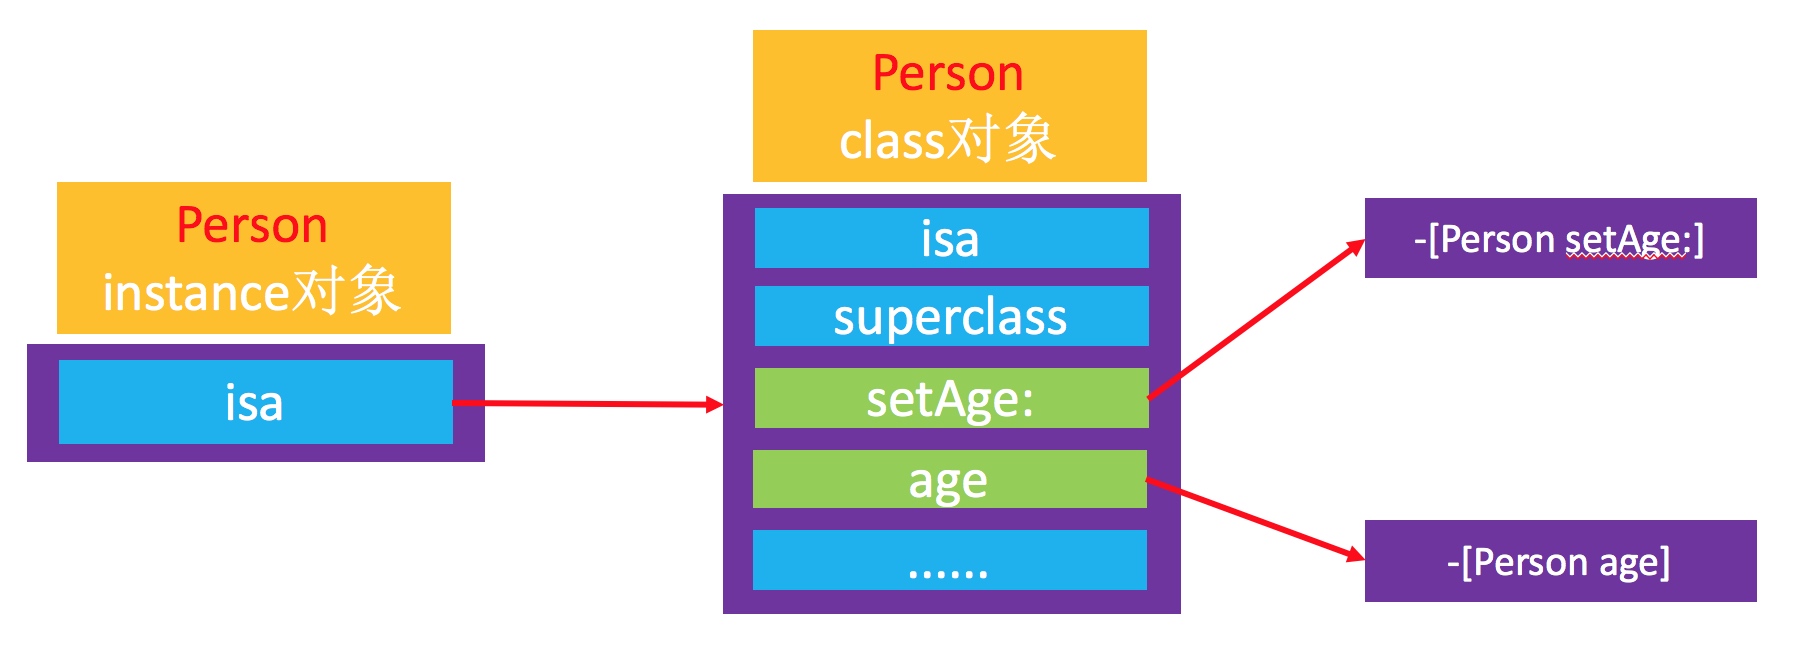 Person
instance对象
isa
Person
class对象
isa
superclass
setAge:
age
......
-[Person setAge:]
-[Person age]